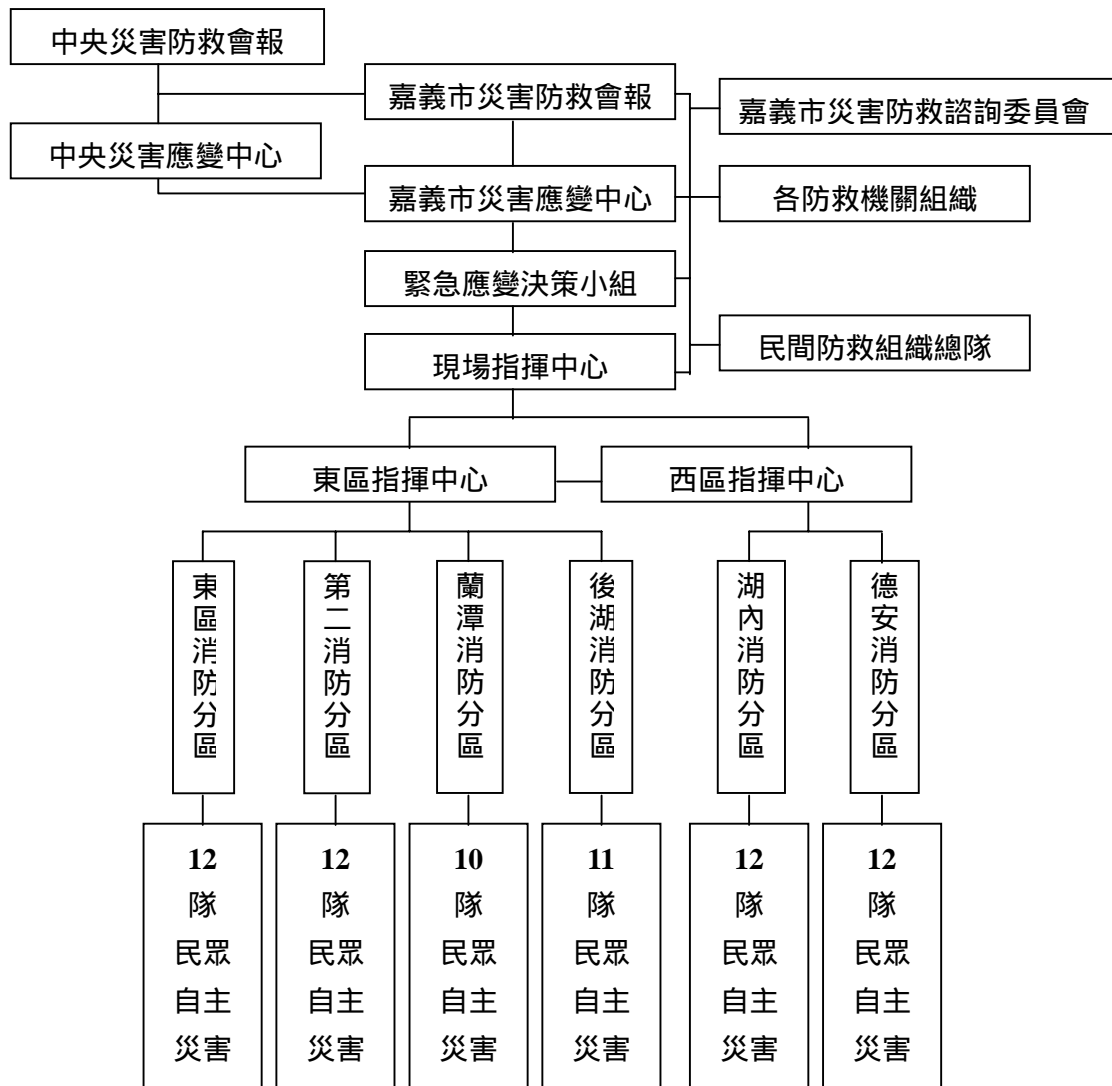 中央災害防救會報
嘉義市災害防救會報
嘉義市災害防救諮詢委員會
中央災害應變中心
嘉義市災害應變中心
各防救機關組織
緊急應變決策小組
民間防救組織總隊
現場指揮中心
東區指揮中心
西區指揮中心
東區消防分區
第二消防分區
蘭潭消防分區
後湖消防分區
湖內消防分區
德安消防分區
12
隊
民眾
自主
災害
12
隊
民眾
自主
災害
10
隊
民眾
自主
災害
11
隊
民眾
自主
災害
12
隊
民眾
自主
災害
12
隊
民眾
自主
災害